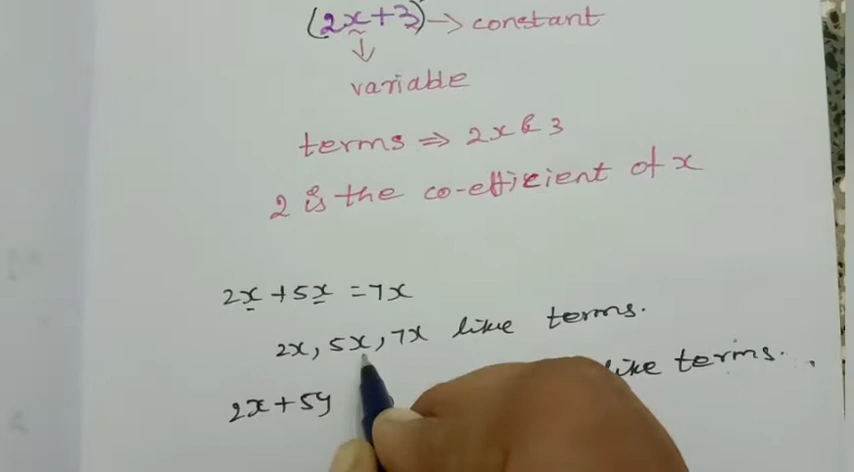 (2x+3) → constant
↓
variable
terms ⇒ 2x & 3
2 is the co-efficient of x
2x + 5x = 7x
2x, 5x, 7x like terms.
2x + 5y like terms.